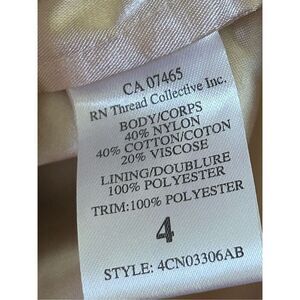 CA 07465
RN Thread Collective Inc.
BODY/CORPS
40% NYLON
40% COTTON/COTON
20% VISCOSE
LINING/DOUBLURE
100% POLYESTER
TRIM:100% POLYESTER
4
STYLE: 4CN03306AB